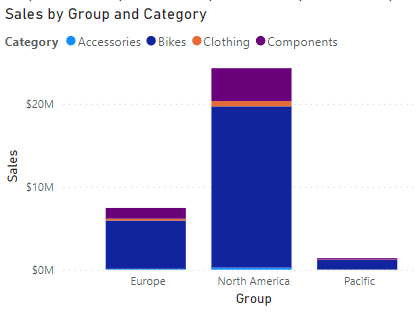 Sales by Group and Category
Category Accessories Bikes Clothing Components
$20M
$10M
$0M
Sales
Europe North America Pacific
Group